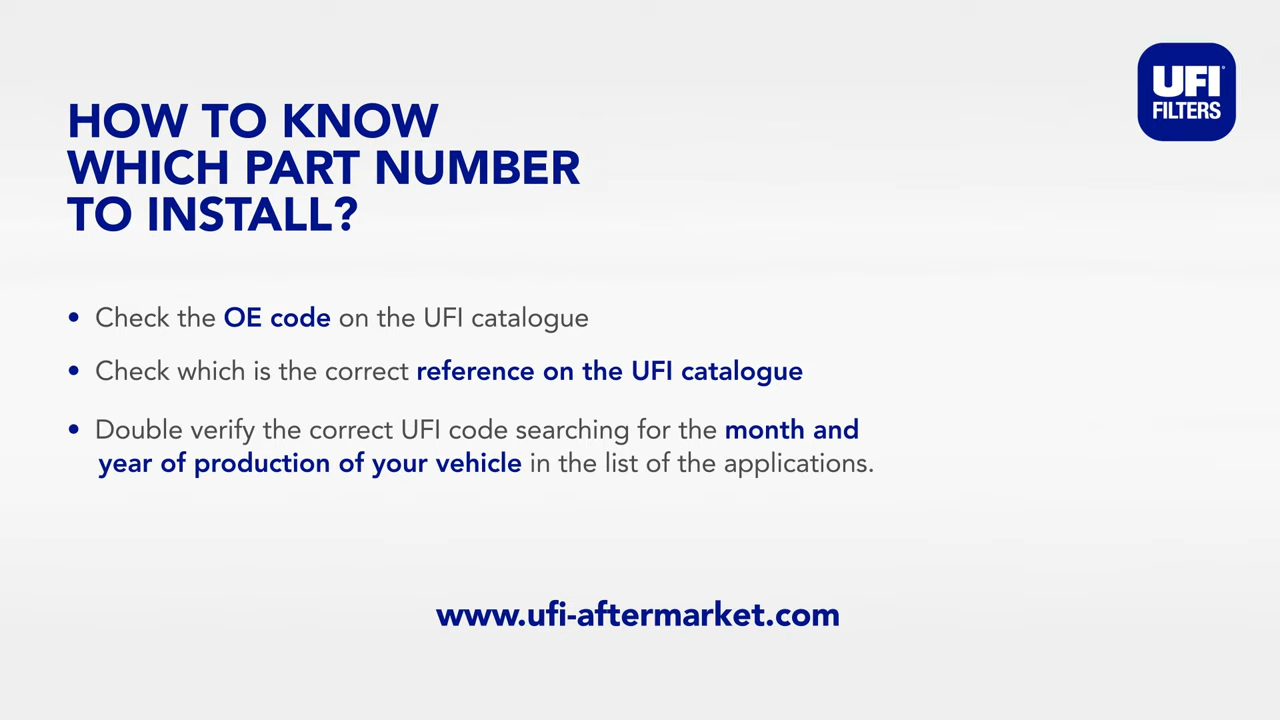 UFI
FILTERS
HOW TO KNOW
WHICH PART NUMBER
TO INSTALL?
• Check the OE code on the UFI catalogue
• Check which is the correct reference on the UFI catalogue
• Double verify the correct UFI code searching for the month and
year of production of your vehicle in the list of the applications.
www.ufi-aftermarket.com